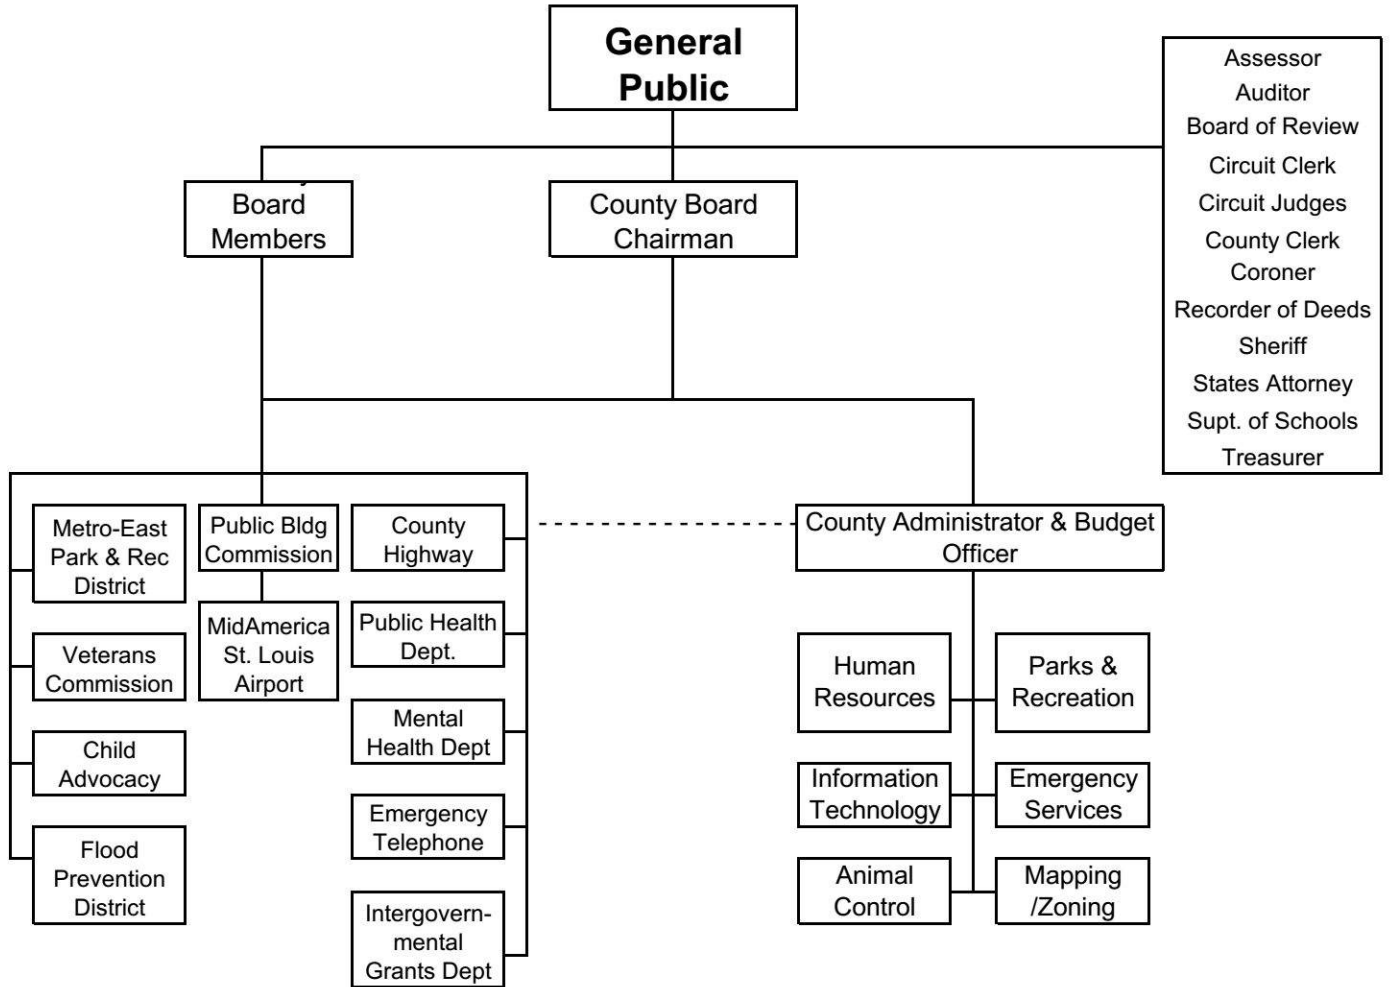 General
Public
Assessor
Auditor
Board of Review
Circuit Clerk
Circuit Judges
County Clerk
Coroner
Recorder of Deeds
Sheriff
States Attorney
Supt. of Schools
Treasurer
Board
Members
County Board
Chairman
Metro-East
Park & Rec
District
Public Bldg
Commission
County
Highway
County Administrator & Budget
Officer
MidAmerica
St. Louis
Airport
Public Health
Dept.
Veterans
Commission
Human
Resources
Parks &
Recreation
Mental
Health Dept
Child
Advocacy
Information
Technology
Emergency
Services
Emergency
Telephone
Flood
Prevention
District
Animal
Control
Mapping
/Zoning
Intergovern-
mental
Grants Dept